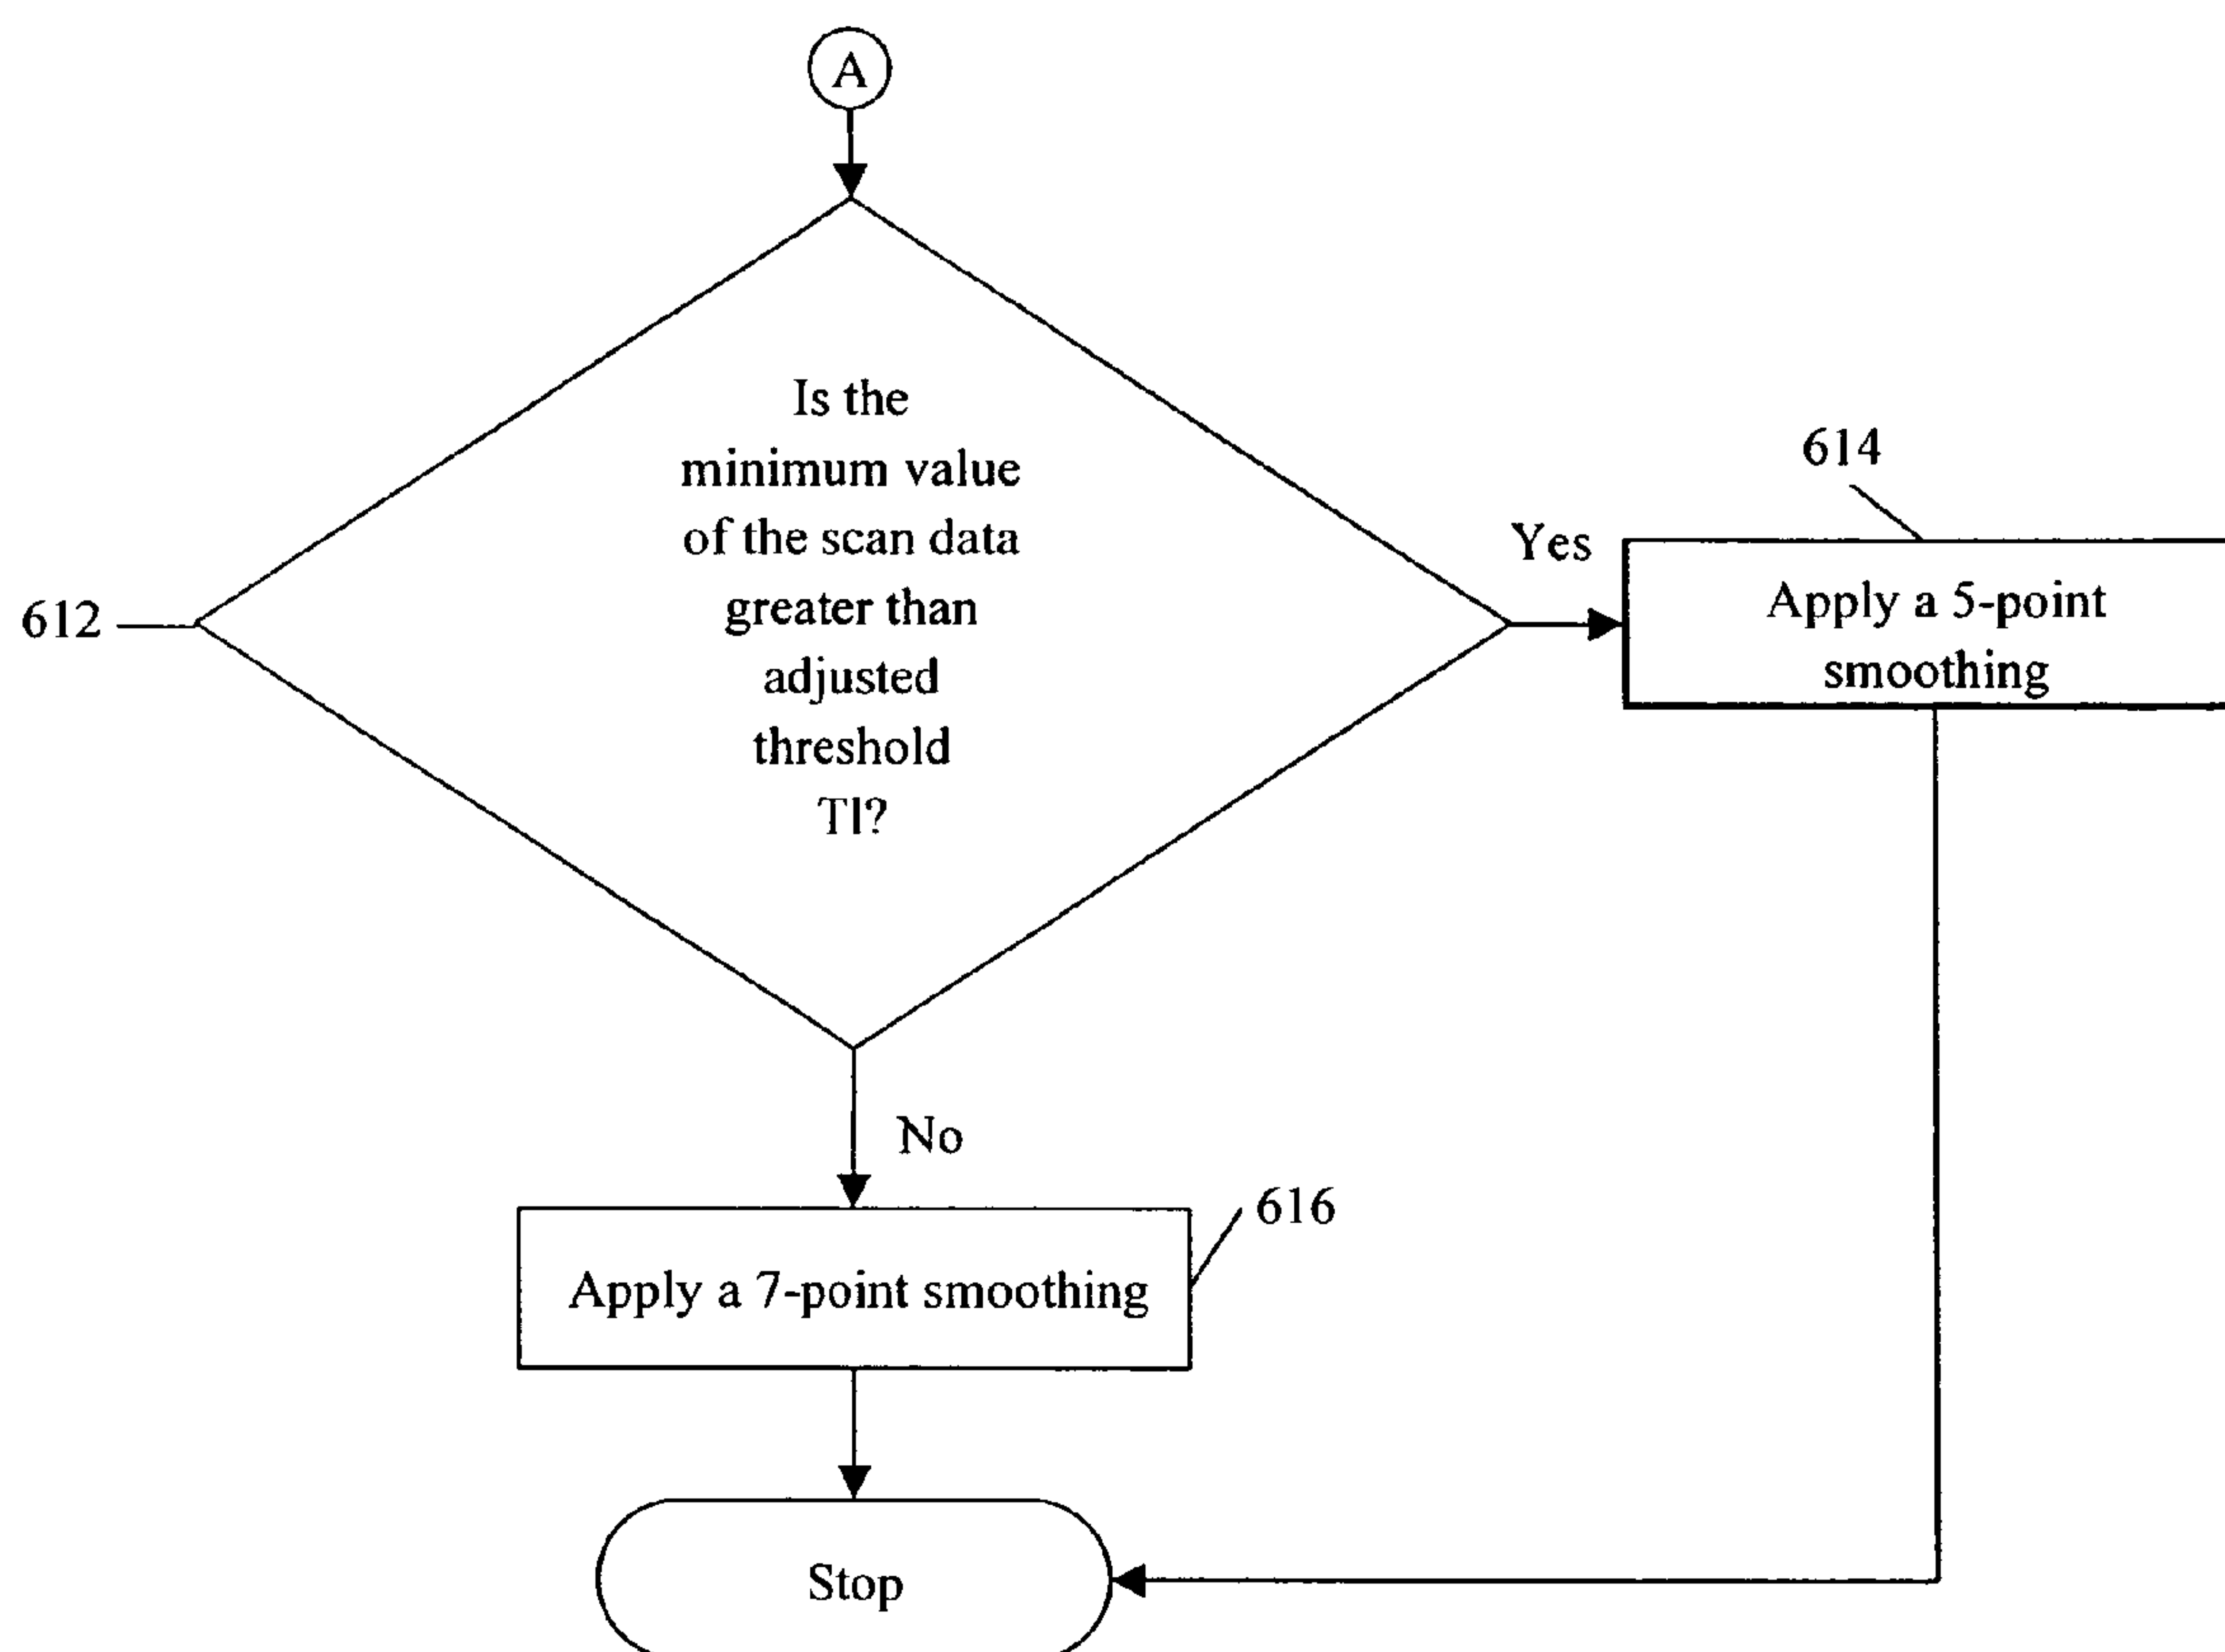 A
Is the
minimum value
of the scan data
greater than
adjusted
threshold
Tl?
612
Yes
614
Apply a 5-point
smoothing
No
616
Apply a 7-point smoothing
Stop